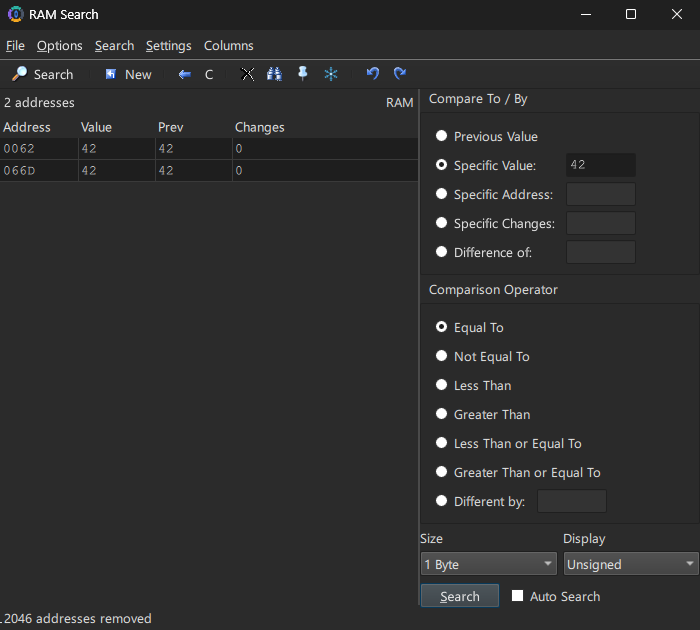 RAM Search
File Options Search Settings Columns
Search New C
2 addresses RAM
Address Value Prev Changes
0062 42 42 0
066D 42 42 0
Compare To / By
Previous Value
Specific Value: 42
Specific Address:
Specific Changes:
Difference of:
Comparison Operator
Equal To
Not Equal To
Less Than
Greater Than
Less Than or Equal To
Greater Than or Equal To
Different by:
Size Display
1 Byte Unsigned
Search Auto Search
2046 addresses removed